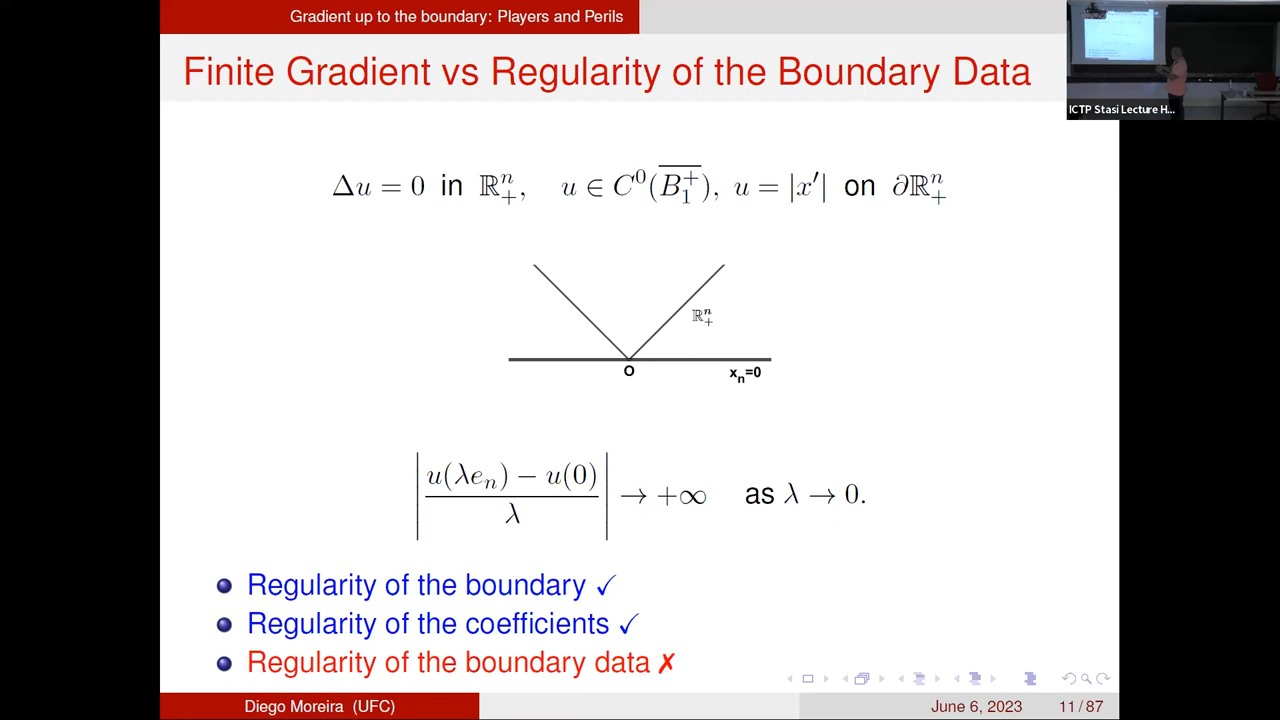 Gradient up to the boundary: Players and Perils
Finite Gradient vs Regularity of the Boundary Data
ICTP Stasi Lecture H...
Δu = 0 in ℝⁿ₊, u ∈ C⁰(B₁⁺‾), u = |x′| on ∂ℝⁿ₊
ℝⁿ₊
O
xₙ=0
| (u(λeₙ) − u(0)) / λ | → +∞ as λ → 0.
Regularity of the boundary ✓
Regularity of the coefficients ✓
Regularity of the boundary data ✗
Diego Moreira (UFC)
June 6, 2023
11 / 87